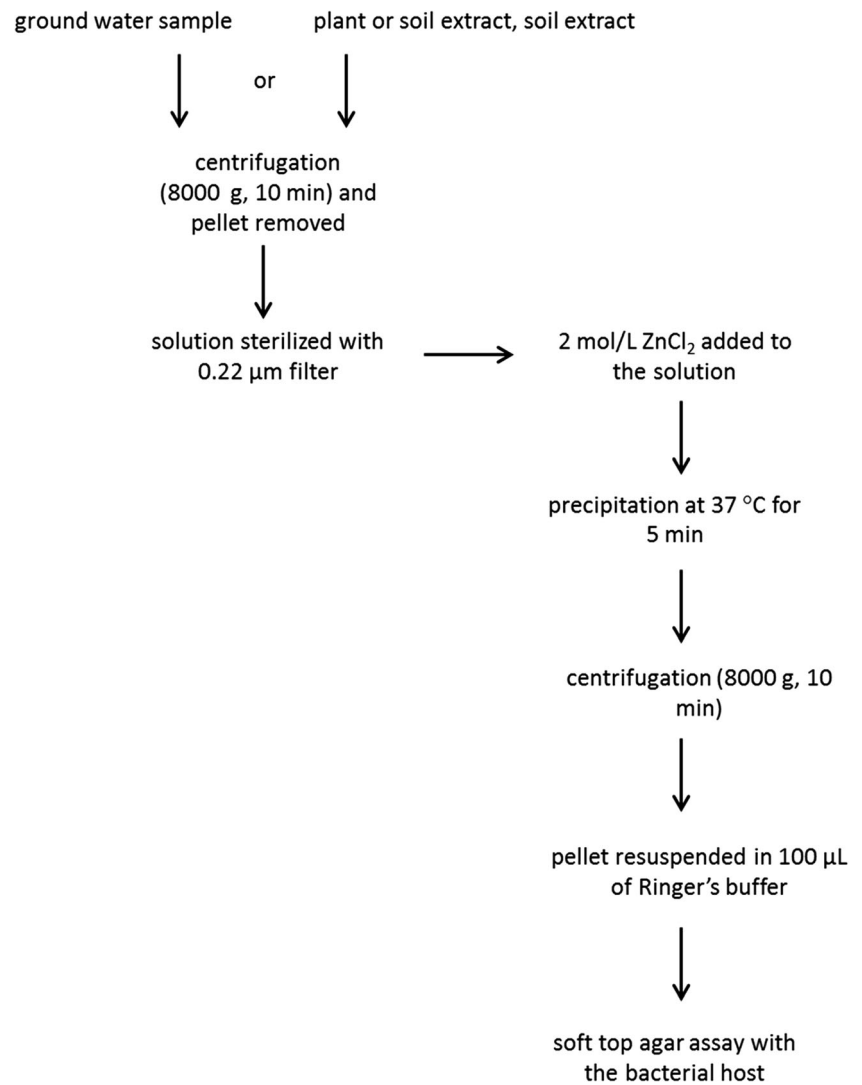 ground water sample
plant or soil extract, soil extract
or
centrifugation
(8000 g, 10 min) and
pellet removed
solution sterilized with
0.22 µm filter
2 mol/L ZnCl₂ added to
the solution
precipitation at 37 °C for
5 min
centrifugation (8000 g, 10
min)
pellet resuspended in 100 µL
of Ringer’s buffer
soft top agar assay with
the bacterial host